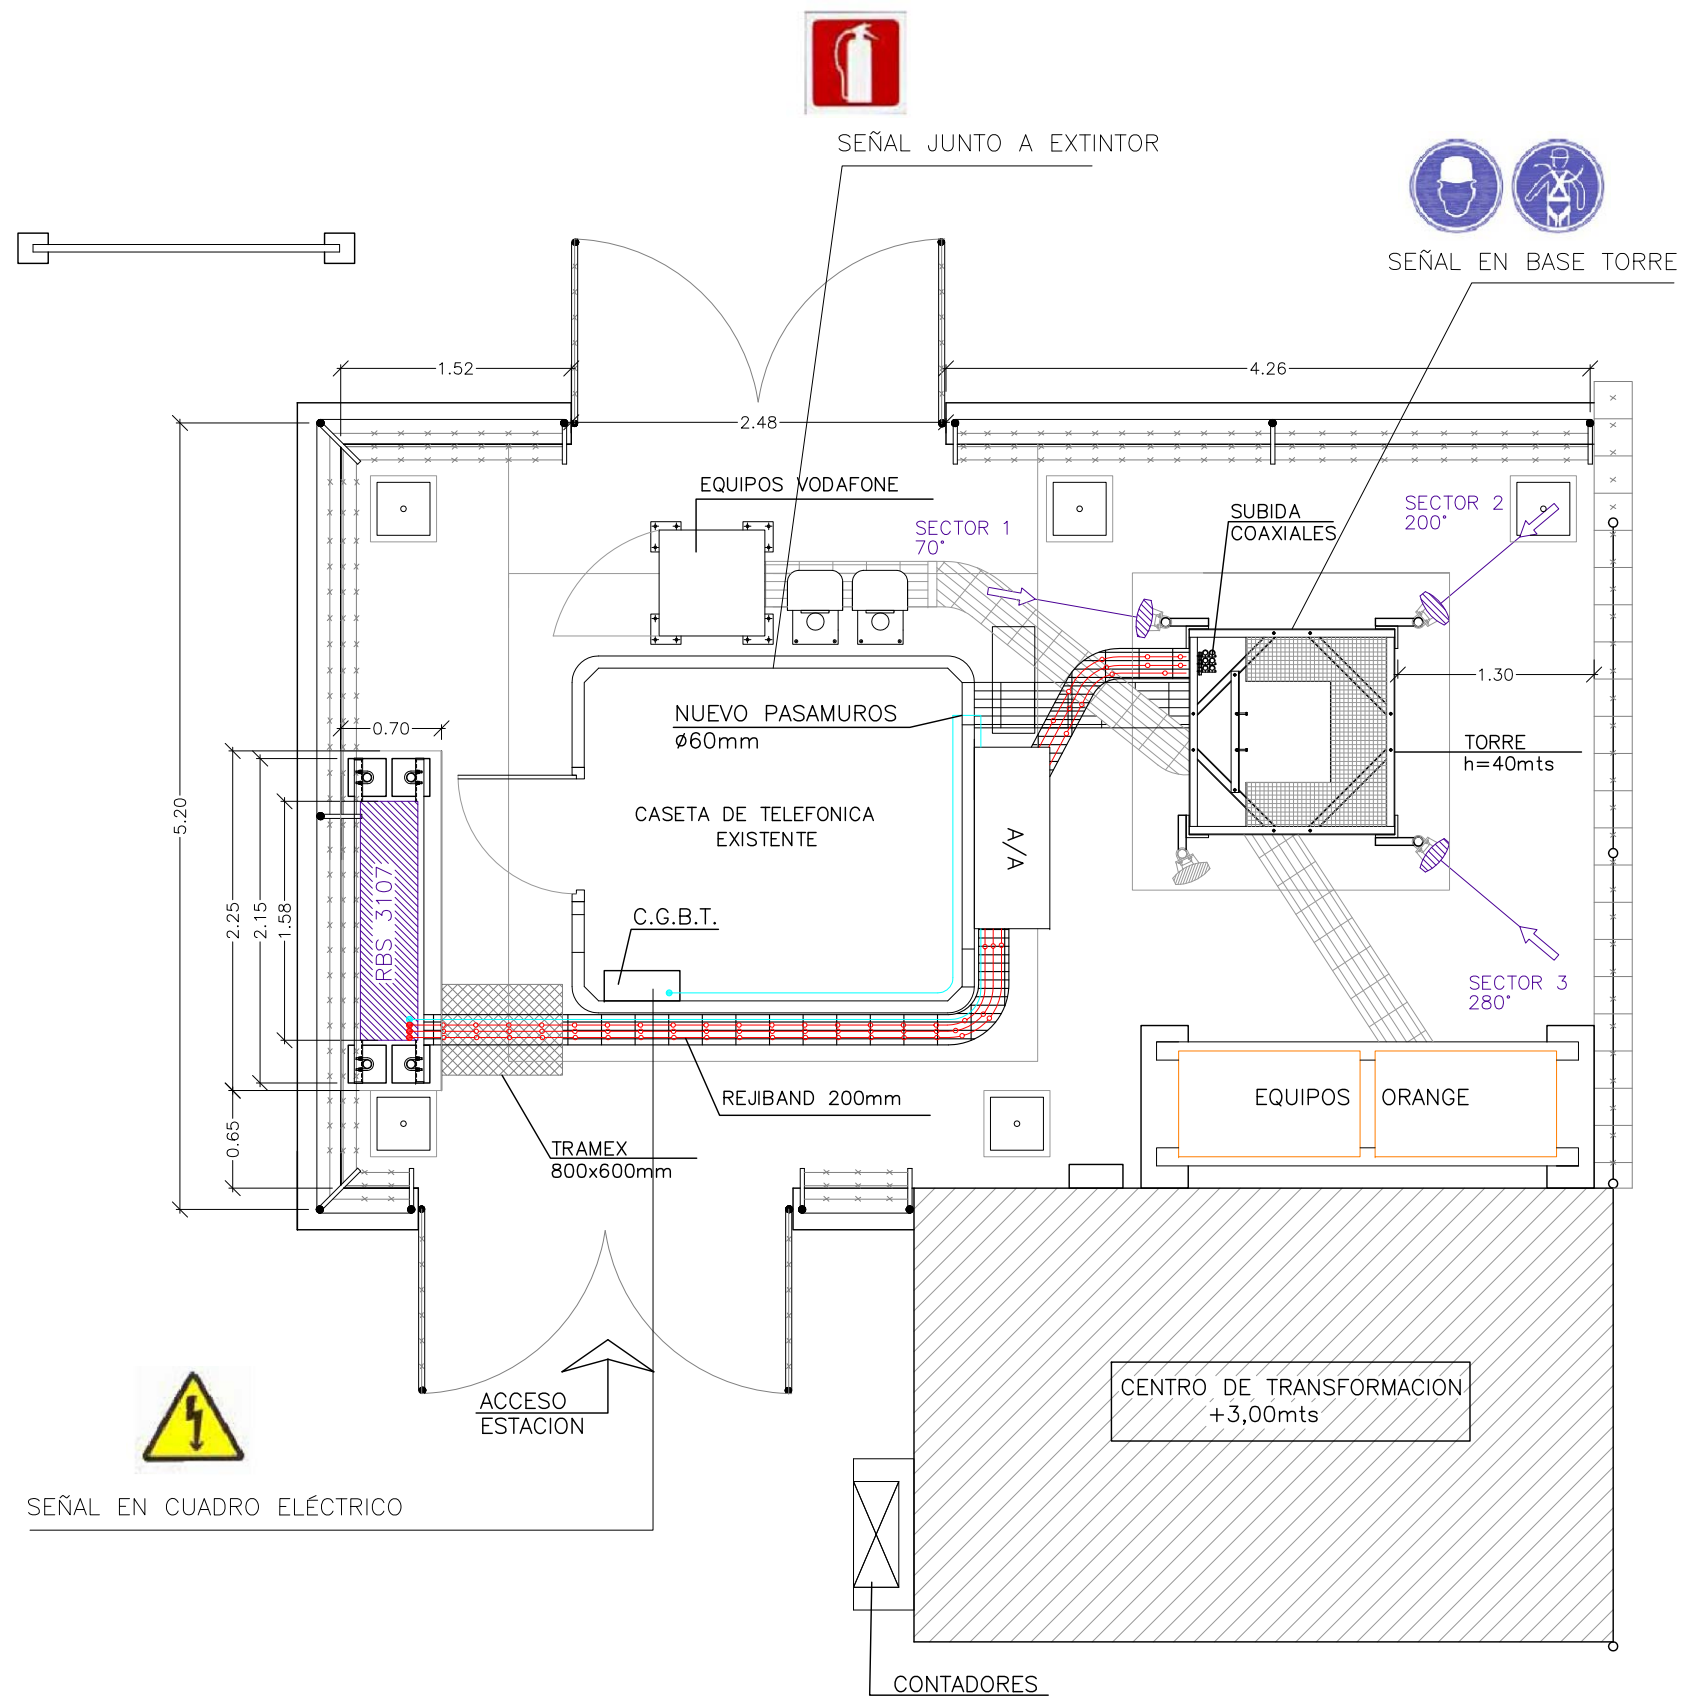 SEÑAL JUNTO A EXTINTOR
SEÑAL EN BASE TORRE
1.52
4.26
2.48
EQUIPOS VODAFONE
SECTOR 1
70°
SUBIDA
COAXIALES
SECTOR 2
200°
1.30
NUEVO PASAMUROS
Ø60mm
0.70
TORRE
h=40mts
5.20
CASETA DE TELEFONICA
EXISTENTE
A/A
2.25
2.15
1.58
RBS 3107
C.G.B.T.
SECTOR 3
280°
REJIBAND 200mm
EQUIPOS ORANGE
0.65
TRAMEX
800x600mm
ACCESO
ESTACION
CENTRO DE TRANSFORMACION
+3,00mts
SEÑAL EN CUADRO ELÉCTRICO
CONTADORES